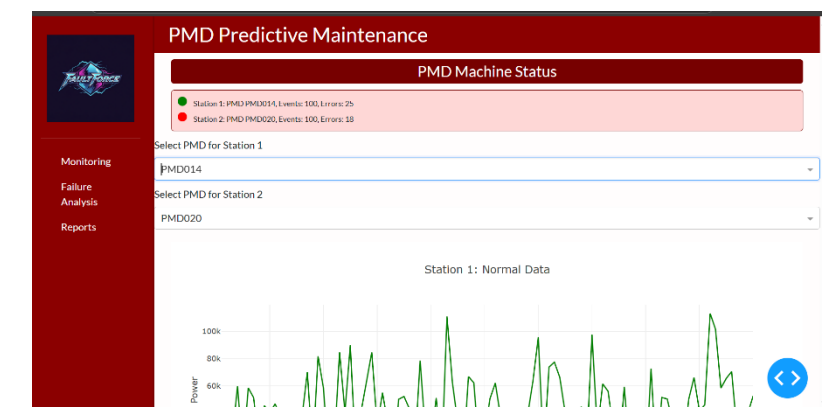 PMD Predictive Maintenance
FAULTFORCE
PMD Machine Status
Station 1: PMD PMD014, Events: 100, Errors: 25
Station 2: PMD PMD020, Events: 100, Errors: 18
Select PMD for Station 1
PMD014
Select PMD for Station 2
PMD020
Monitoring
Failure
Analysis
Reports
Station 1: Normal Data
100k
80k
60k
Power